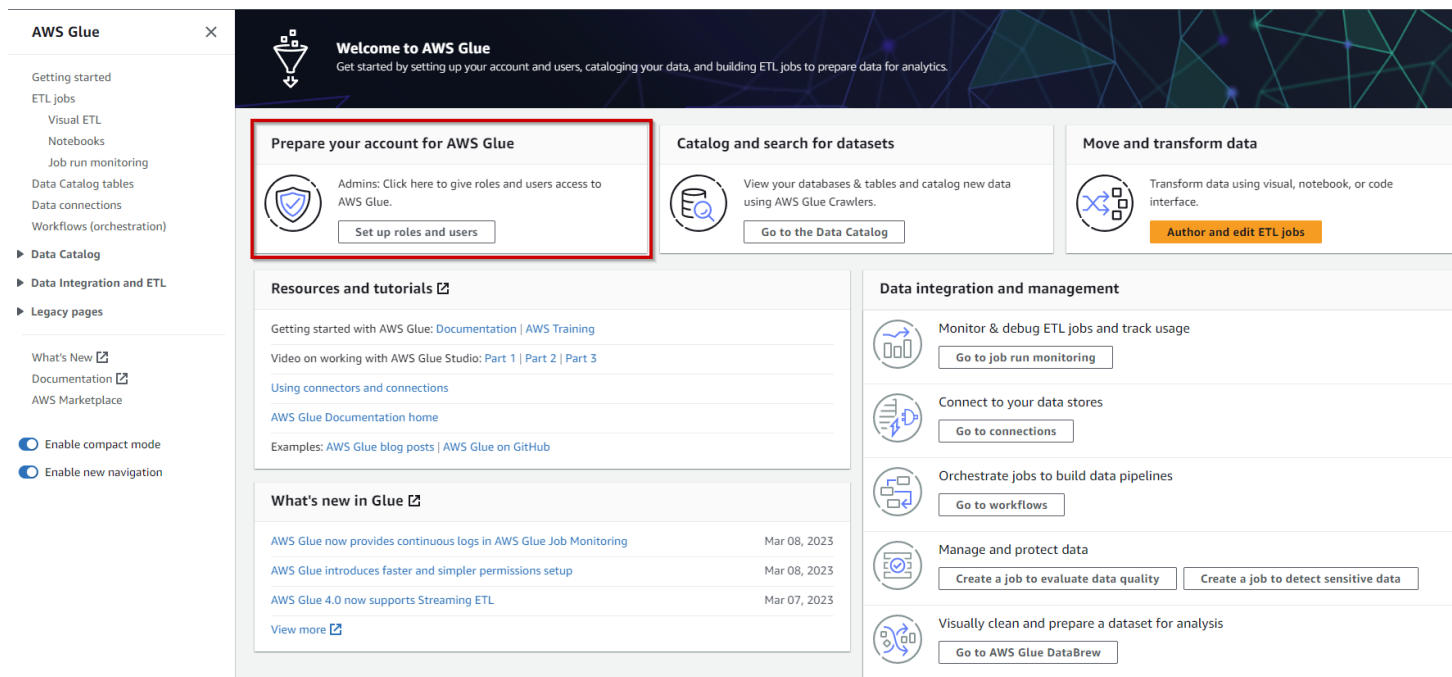 AWS Glue
Getting started
ETL jobs
Visual ETL
Notebooks
Job run monitoring
Data Catalog tables
Data connections
Workflows (orchestration)
Data Catalog
Data Integration and ETL
Legacy pages
What's New
Documentation
AWS Marketplace
Enable compact mode
Enable new navigation
Welcome to AWS Glue
Get started by setting up your account and users, cataloging your data, and building ETL jobs to prepare data for analytics.
Prepare your account for AWS Glue
Admins: Click here to give roles and users access to
AWS Glue.
Set up roles and users
Catalog and search for datasets
View your databases & tables and catalog new data
using AWS Glue Crawlers.
Go to the Data Catalog
Move and transform data
Transform data using visual, notebook, or code
interface.
Author and edit ETL jobs
Resources and tutorials
Getting started with AWS Glue: Documentation | AWS Training
Video on working with AWS Glue Studio: Part 1 | Part 2 | Part 3
Using connectors and connections
AWS Glue Documentation home
Examples: AWS Glue blog posts | AWS Glue on GitHub
What's new in Glue
AWS Glue now provides continuous logs in AWS Glue Job Monitoring Mar 08, 2023
AWS Glue introduces faster and simpler permissions setup Mar 08, 2023
AWS Glue 4.0 now supports Streaming ETL Mar 07, 2023
View more
Data integration and management
Monitor & debug ETL jobs and track usage
Go to job run monitoring
Connect to your data stores
Go to connections
Orchestrate jobs to build data pipelines
Go to workflows
Manage and protect data
Create a job to evaluate data quality Create a job to detect sensitive data
Visually clean and prepare a dataset for analysis
Go to AWS Glue DataBrew